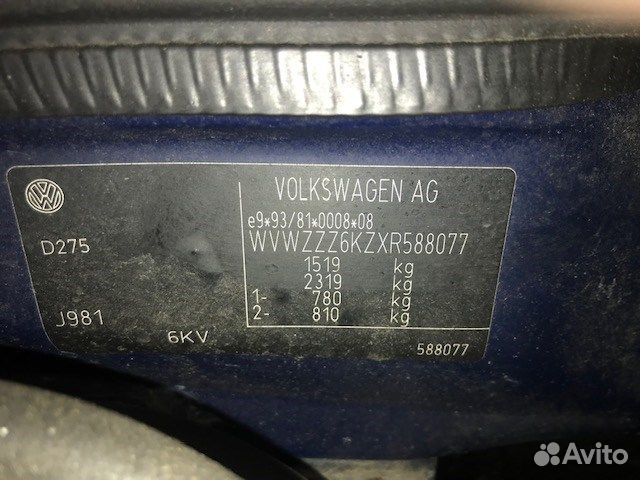 VOLKSWAGEN AG
e9*93/81*0008*08
WVWZZZ6KZXR588077
D275
1519 kg
2319 kg
1- 780 kg
2- 810 kg
J981
6KV
588077
Avito